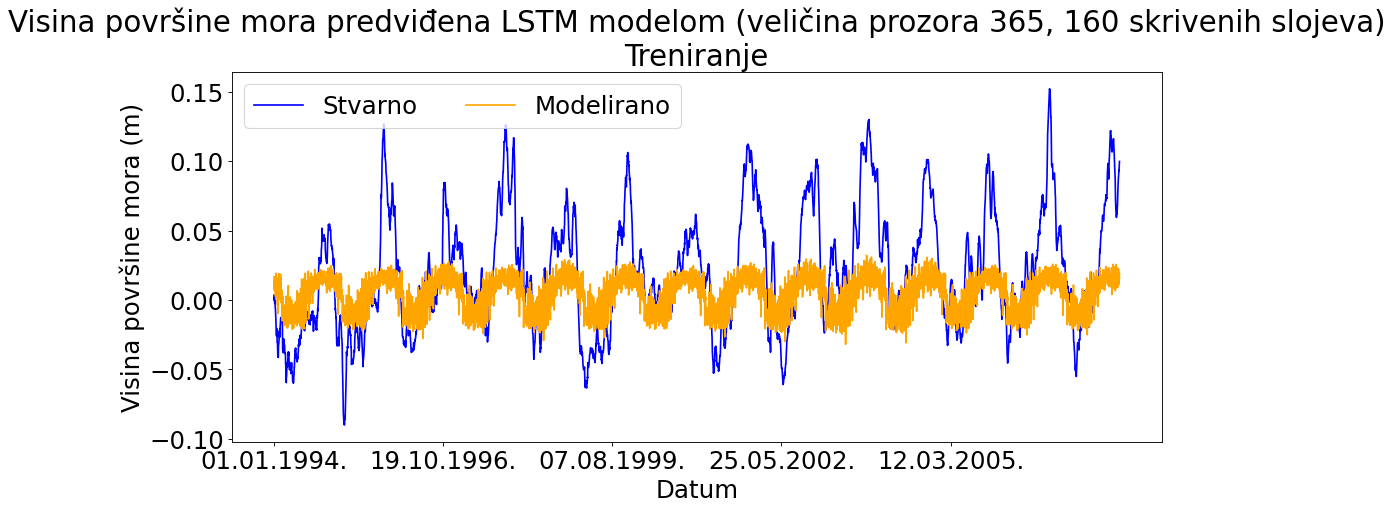 Visina površine mora predviđena LSTM modelom (veličina prozora 365, 160 skrivenih slojeva)
Treniranje
Stvarno Modelirano
Visina površine mora (m)
0.15
0.10
0.05
0.00
−0.05
−0.10
01.01.1994. 19.10.1996. 07.08.1999. 25.05.2002. 12.03.2005.
Datum